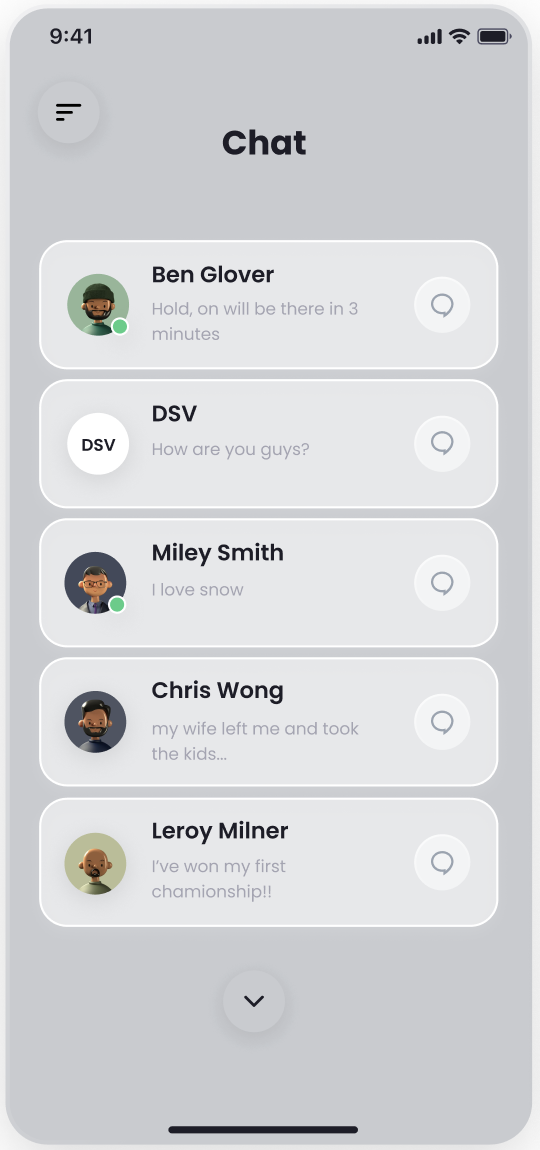 9:41
Chat
Ben Glover
Hold, on will be there in 3
minutes
DSV
DSV
How are you guys?
Miley Smith
I love snow
Chris Wong
my wife left me and took
the kids...
Leroy Milner
I've won my first
chamionship!!